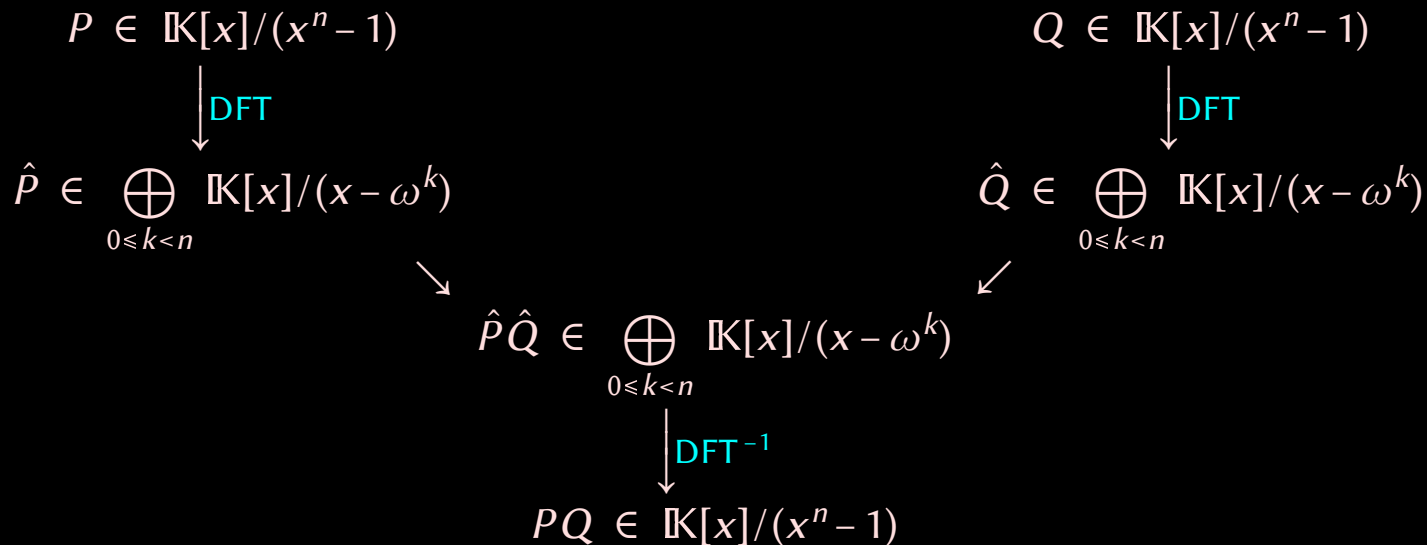 P ∈ 𝕂[x]/(xⁿ – 1) Q ∈ 𝕂[x]/(xⁿ – 1)
DFT DFT
P̂ ∈ ⨁ 𝕂[x]/(x – ωᵏ) Q̂ ∈ ⨁ 𝕂[x]/(x – ωᵏ)
0⩽k<n 0⩽k<n
P̂Q̂ ∈ ⨁ 𝕂[x]/(x – ωᵏ)
0⩽k<n
DFT⁻¹
PQ ∈ 𝕂[x]/(xⁿ – 1)